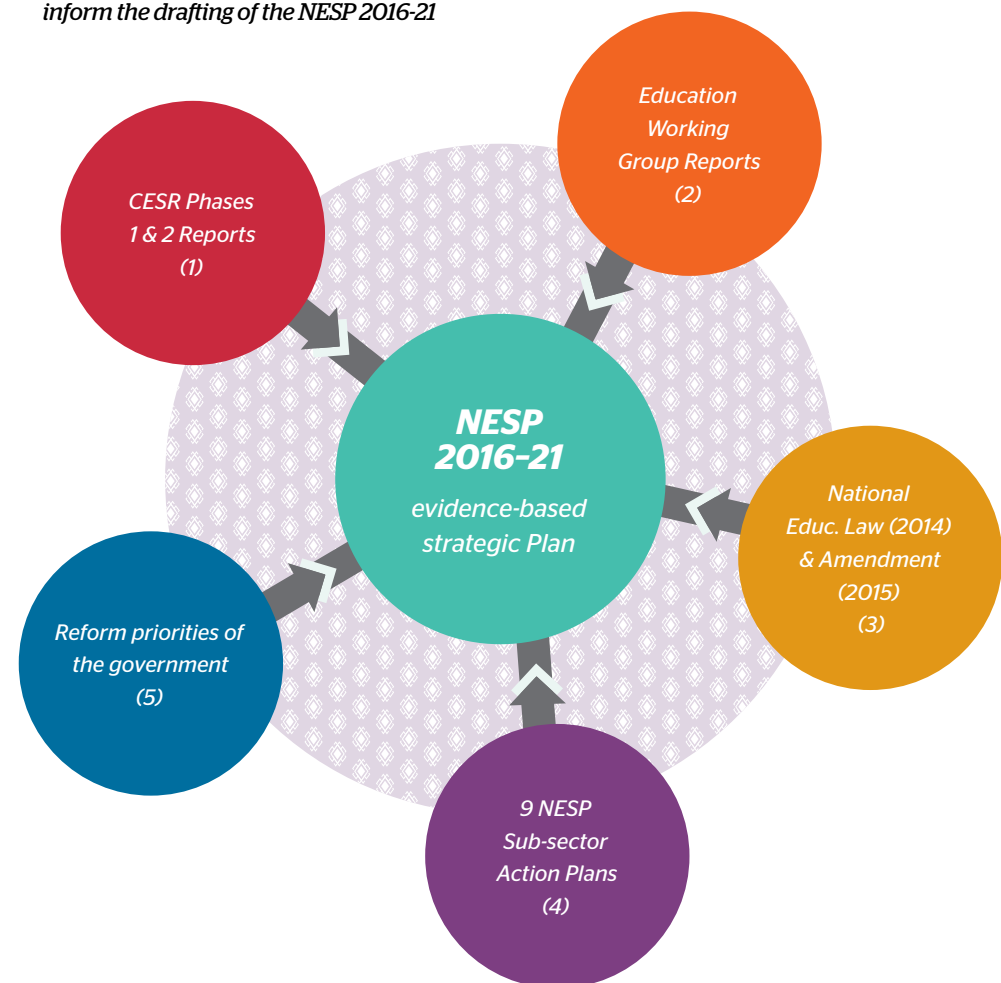 inform the drafting of the NESP 2016-21
Education
Working
Group Reports
(2)
CESR Phases
1 & 2 Reports
(1)
NESP
2016–21
evidence-based
strategic Plan
National
Educ. Law (2014)
& Amendment
(2015)
(3)
Reform priorities of
the government
(5)
9 NESP
Sub-sector
Action Plans
(4)